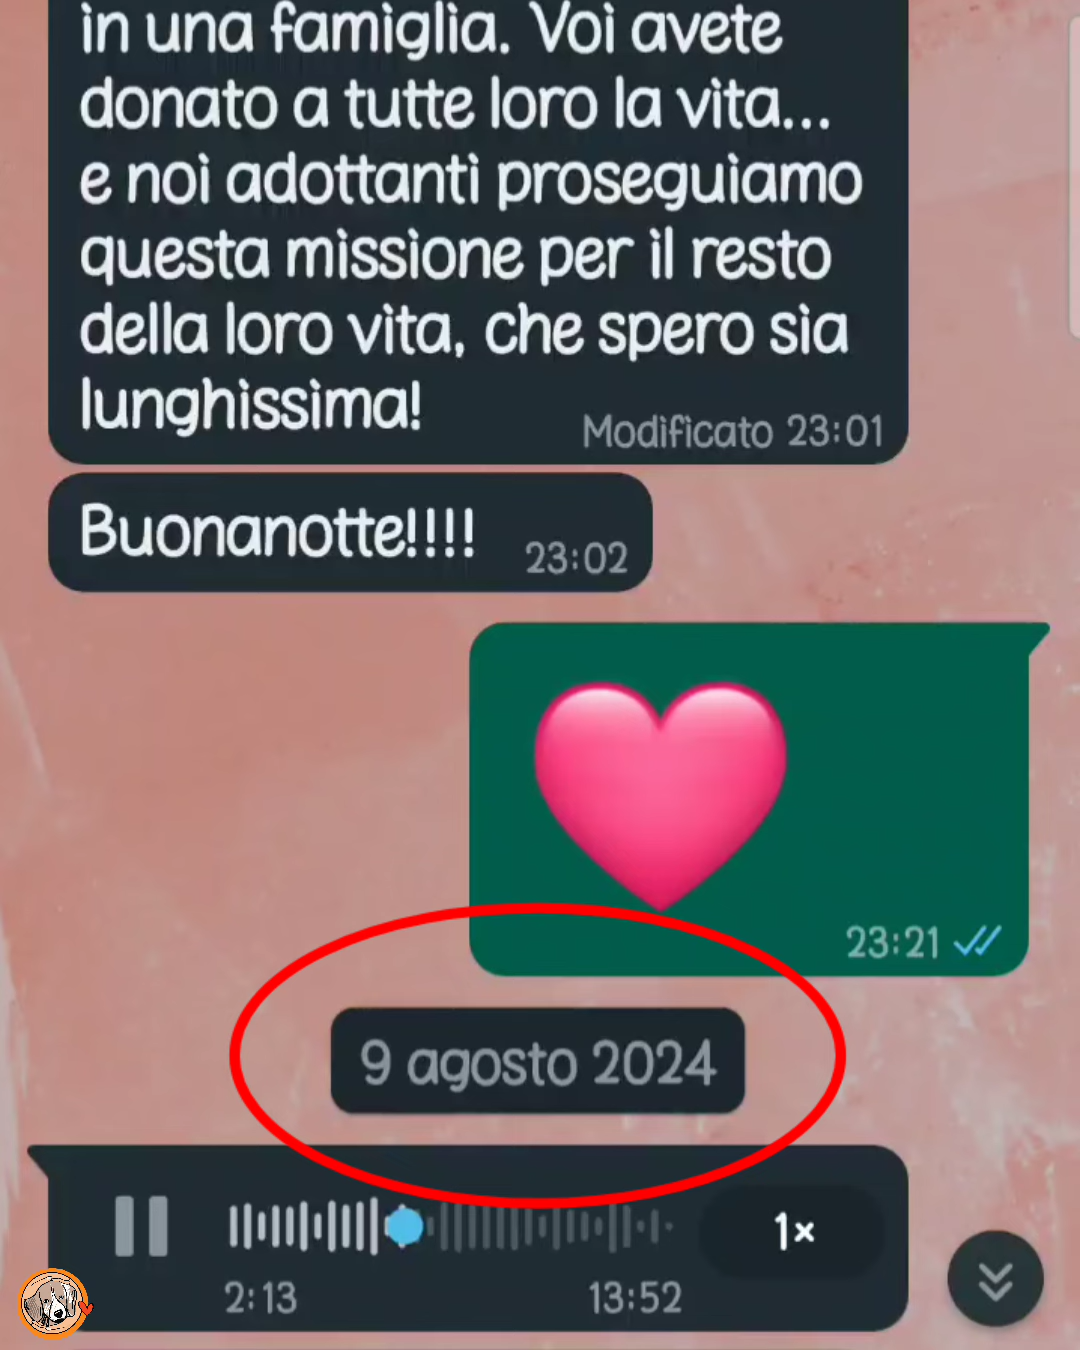 in una famiglia. Voi avete
donato a tutte loro la vita...
e noi adottanti proseguiamo
questa missione per il resto
della loro vita, che spero sia
lunghissima!
Modificato 23:01
Buonanotte!!!!
23:02
23:21
9 agosto 2024
1×
2:13
13:52